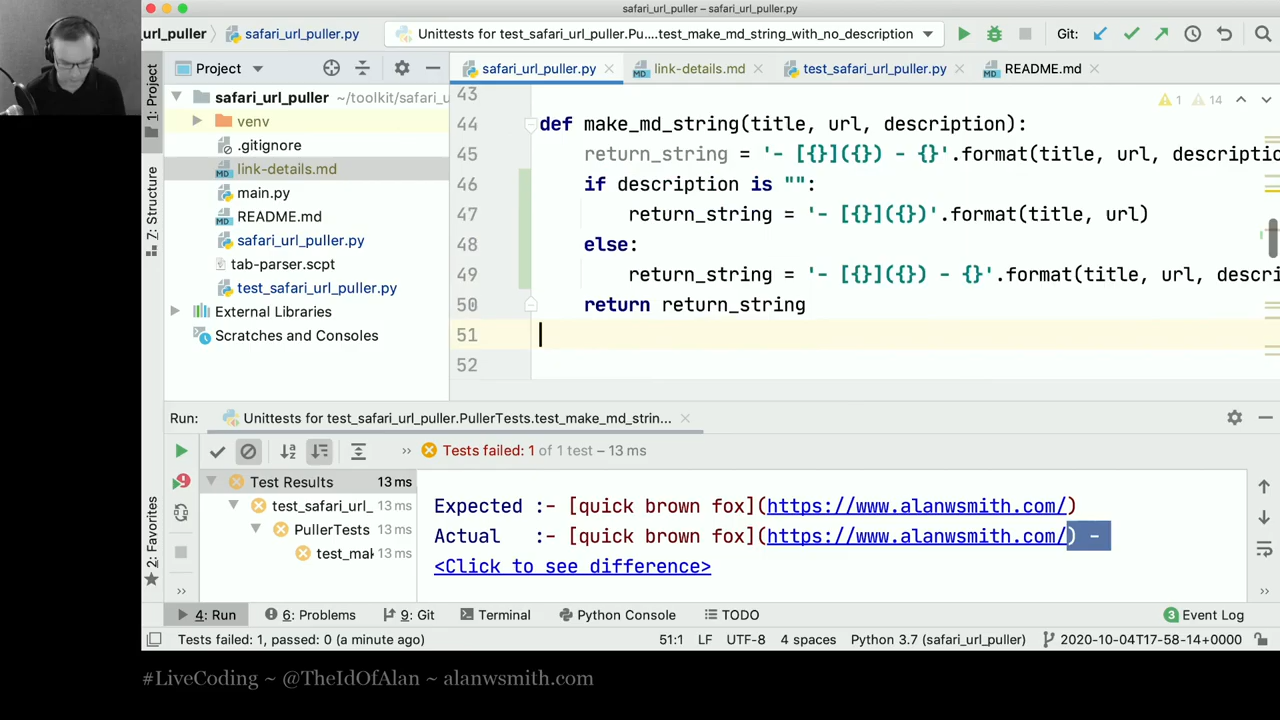 safari_url_puller – safari_url_puller.py
_url_puller
safari_url_puller.py
Unittests for test_safari_url_puller.Pu....test_make_md_string_with_no_description
Git:
1: Project
Project
safari_url_puller.py
link-details.md
test_safari_url_puller.py
README.md
safari_url_puller ~/toolkit/safari_u
venv
.gitignore
link-details.md
main.py
README.md
safari_url_puller.py
tab-parser.scpt
test_safari_url_puller.py
External Libraries
Scratches and Consoles
Z: Structure
2: Favorites
1 14
43
44 def make_md_string(title, url, description):
45 return_string = '- [{}]({}) - {}'.format(title, url, descriptio
46 if description is "":
47 return_string = '- [{}]({})'.format(title, url)
48 else:
49 return_string = '- [{}]({}) - {}'.format(title, url, descri
50 return return_string
51
52
Run: Unittests for test_safari_url_puller.PullerTests.test_make_md_strin...
Tests failed: 1 of 1 test – 13 ms
Test Results 13 ms
test_safari_url_ 13 ms
PullerTests 13 ms
test_mak 13 ms
Expected :- [quick brown fox](https://www.alanwsmith.com/)
Actual :- [quick brown fox](https://www.alanwsmith.com/) -
<Click to see difference>
4: Run 6: Problems 9: Git Terminal Python Console TODO 3 Event Log
Tests failed: 1, passed: 0 (a minute ago) 51:1 LF UTF-8 4 spaces Python 3.7 (safari_url_puller) 2020-10-04T17-58-14+0000
#LiveCoding ~ @TheIdOfAlan ~ alanwsmith.com